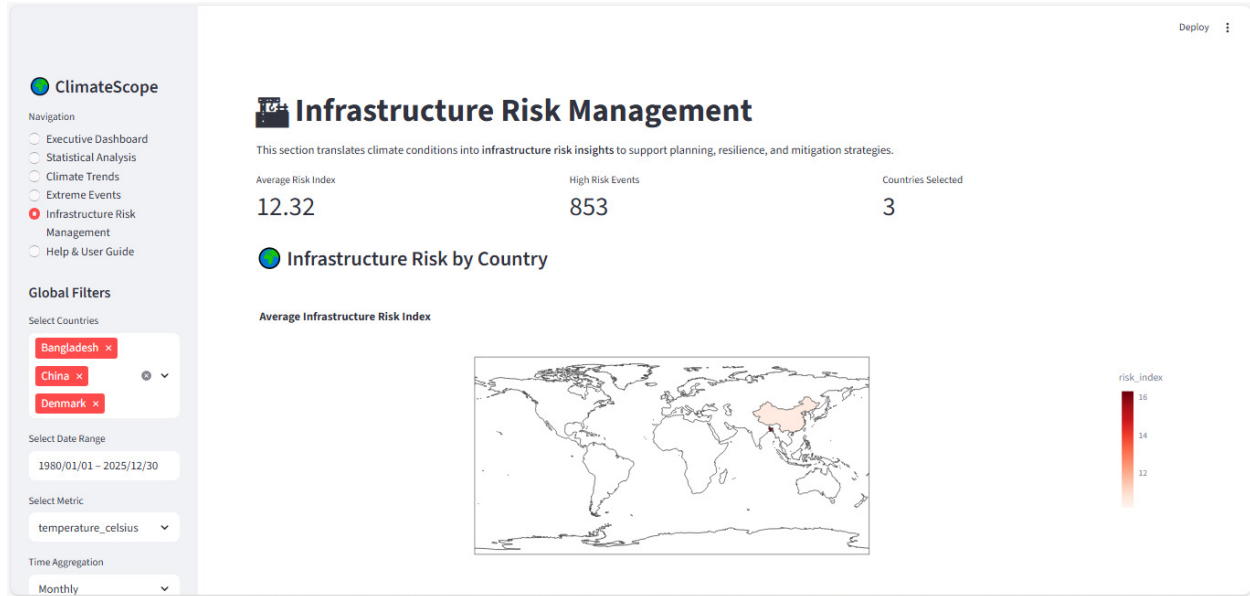 Deploy
ClimateScope
Navigation
Executive Dashboard
Statistical Analysis
Climate Trends
Extreme Events
Infrastructure Risk
Management
Help & User Guide
Global Filters
Select Countries
Bangladesh ×
China ×
Denmark ×
Select Date Range
1980/01/01 – 2025/12/30
Select Metric
temperature_celsius
Time Aggregation
Monthly
Infrastructure Risk Management
This section translates climate conditions into infrastructure risk insights to support planning, resilience, and mitigation strategies.
Average Risk Index
12.32
High Risk Events
853
Countries Selected
3
Infrastructure Risk by Country
Average Infrastructure Risk Index
risk_index
16
14
12